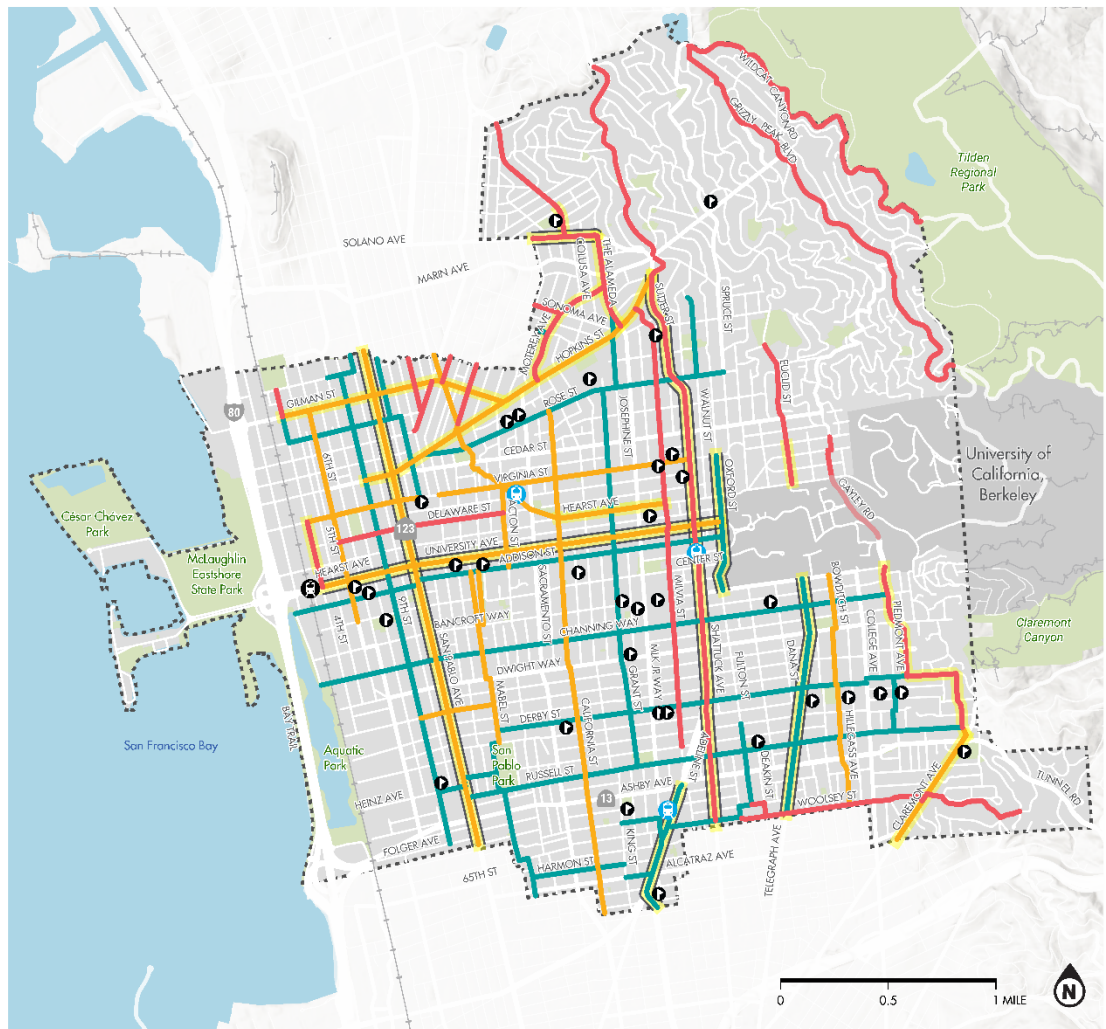 WILDCAT CANYON RD
GRIZZLY PEAK BLVD
Tilden
Regional
Park
SOLANO AVE
MARIN AVE
COLUSA AVE
THE ALAMEDA
SONOMA AVE
MOTEREY AVE
HOPKINS ST
SUTTER ST
SPRUCE ST
EUCLID ST
GILMAN ST
80
ROSE ST
JOSEPHINE ST
WALNUT ST
CEDAR ST
6TH ST
VIRGINIA ST
OXFORD ST
GAYLEY RD
University of
California,
Berkeley
César Chávez
Park
DELAWARE ST
ACTON ST
HEARST AVE
123
5TH ST
UNIVERSITY AVE
ADDISON ST
CENTER ST
McLaughlin
Eastshore
State Park
HEARST AVE
SACRAMENTO ST
MILVIA ST
BOWDITCH ST
4TH ST
9TH ST
BANCROFT WAY
CHANNING WAY
COLLEGE AVE
PIEDMONT AVE
Claremont
Canyon
SAN PABLO AVE
DWIGHT WAY
MABEL ST
GRANT ST
MLK JR WAY
SHATTUCK AVE
FULTON ST
DANA ST
San Francisco Bay
BAY TRAIL
Aquatic
Park
DERBY ST
CALIFORNIA ST
HILLEGASS AVE
San
Pablo
Park
RUSSELL ST
ADELINE ST
DEAKIN ST
ASHBY AVE
HEINZ AVE
13
WOOLSEY ST
CLAREMONT AVE
TUNNEL RD
FOLGER AVE
KING ST
65TH ST
HARMON ST
ALCATRAZ AVE
TELEGRAPH AVE
0 0.5 1 MILE
N